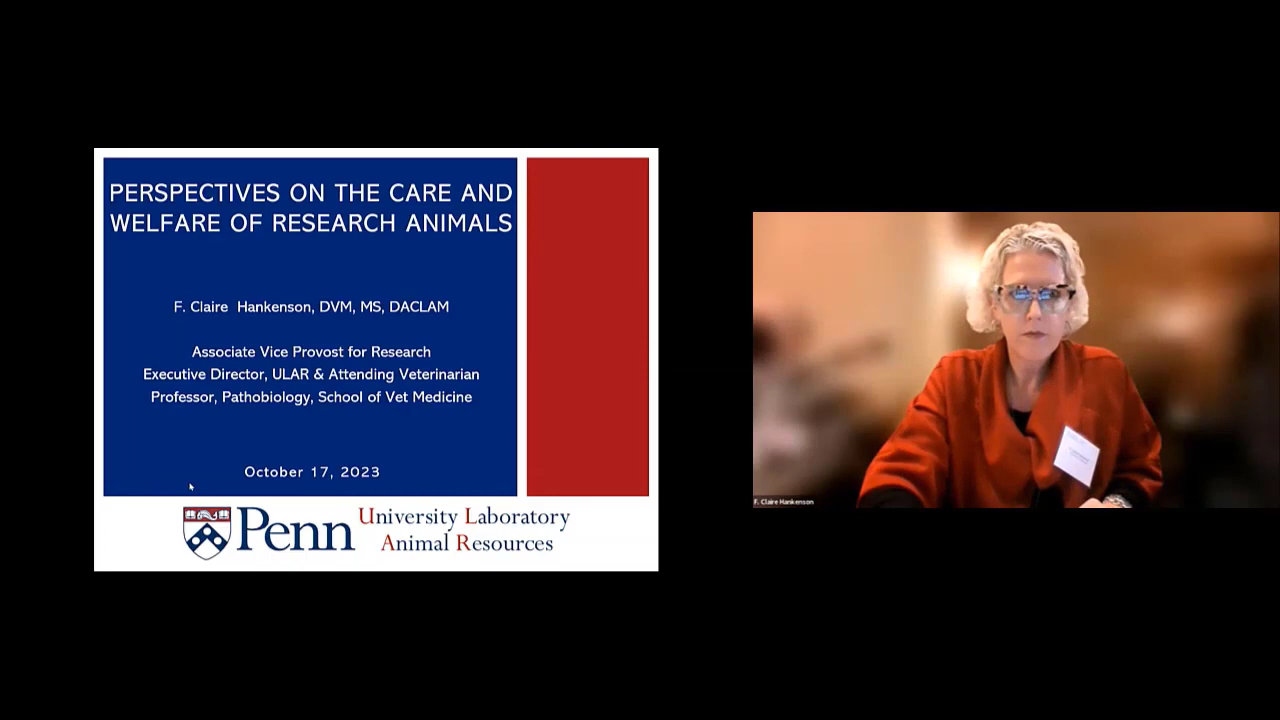 PERSPECTIVES ON THE CARE AND
WELFARE OF RESEARCH ANIMALS
F. Claire Hankenson, DVM, MS, DACLAM
Associate Vice Provost for Research
Executive Director, ULAR & Attending Veterinarian
Professor, Pathobiology, School of Vet Medicine
October 17, 2023
Penn
University Laboratory
Animal Resources
F. Claire Hankenson